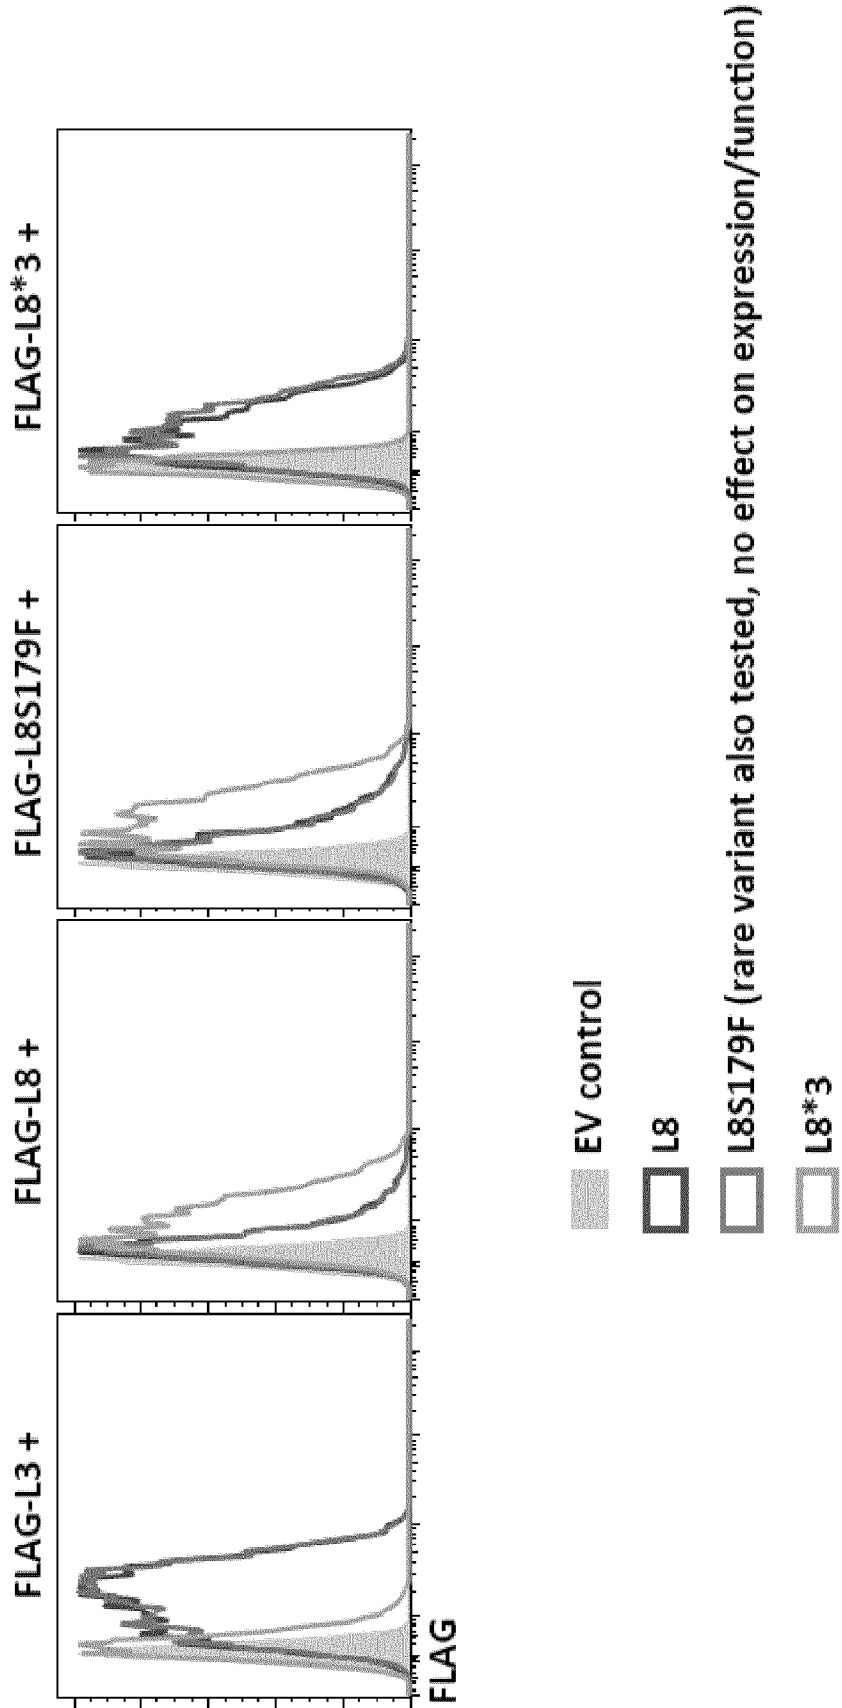 FLAG-L3 +
FLAG-L8 +
FLAG-L8S179F +
FLAG-L8*3 +
FLAG
EV control
L8
L8S179F (rare variant also tested, no effect on expression/function)
L8*3